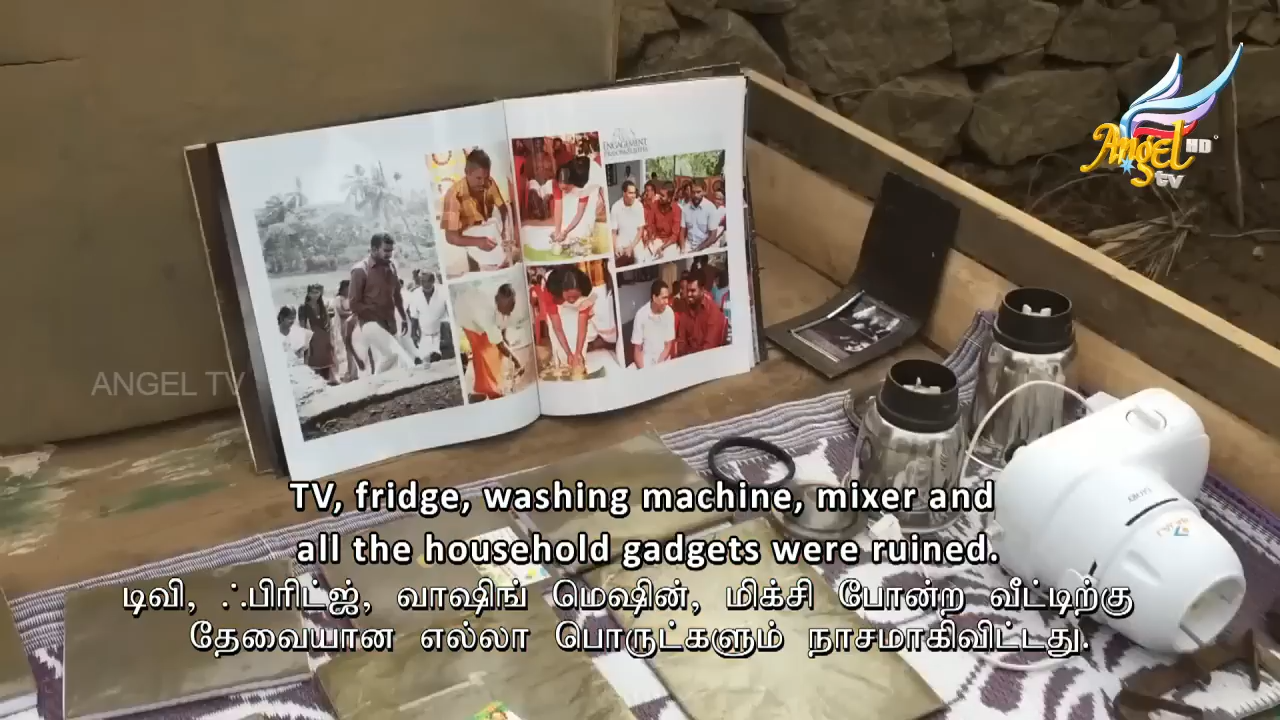 Angel HD
tv
ENGAGEMENT
ANGEL TV
TV, fridge, washing machine, mixer and
all the household gadgets were ruined.
டிவி, ஃபிரிட்ஜ், வாஷிங் மெஷின், மிக்சி போன்ற வீட்டிற்கு
தேவையான எல்லா பொருட்களும் நாசமாகிவிட்டது.